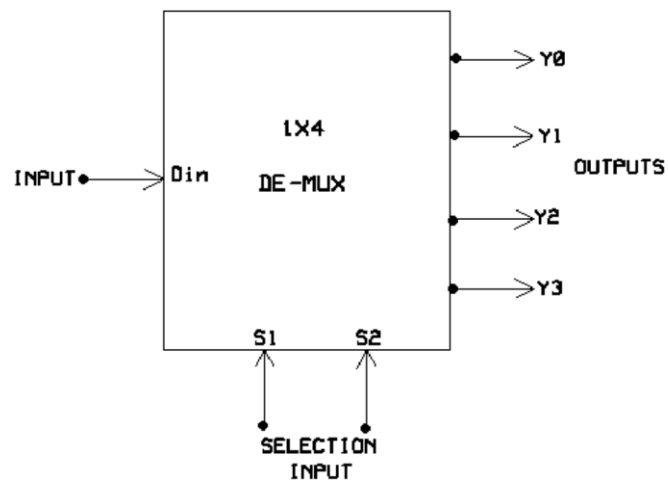 1X4
DE-MUX
INPUT
Din
Y0
Y1
Y2
Y3
OUTPUTS
S1
S2
SELECTION
INPUT